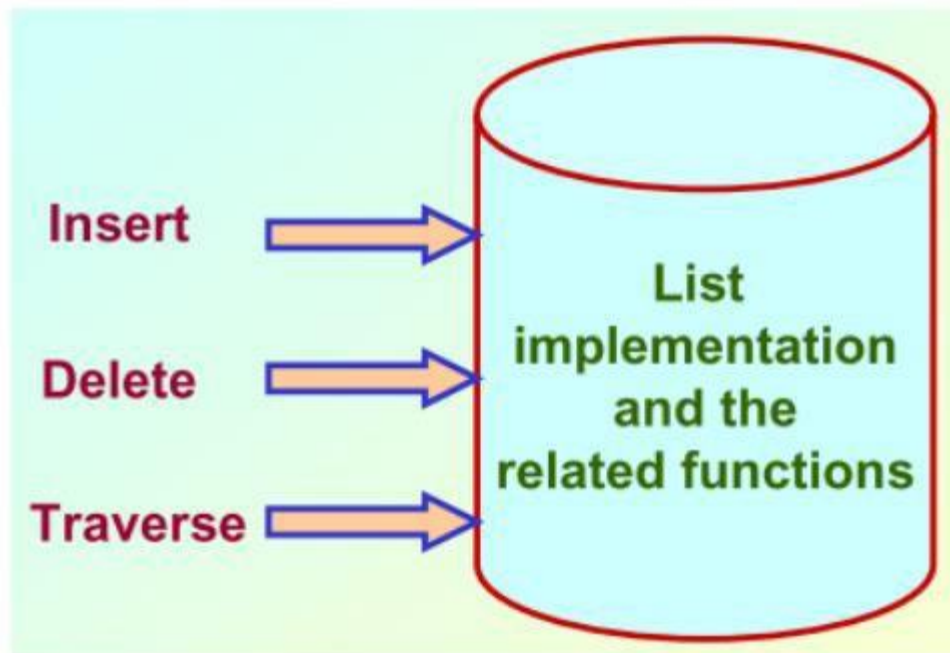 Insert
Delete
Traverse
List
implementation
and the
related functions